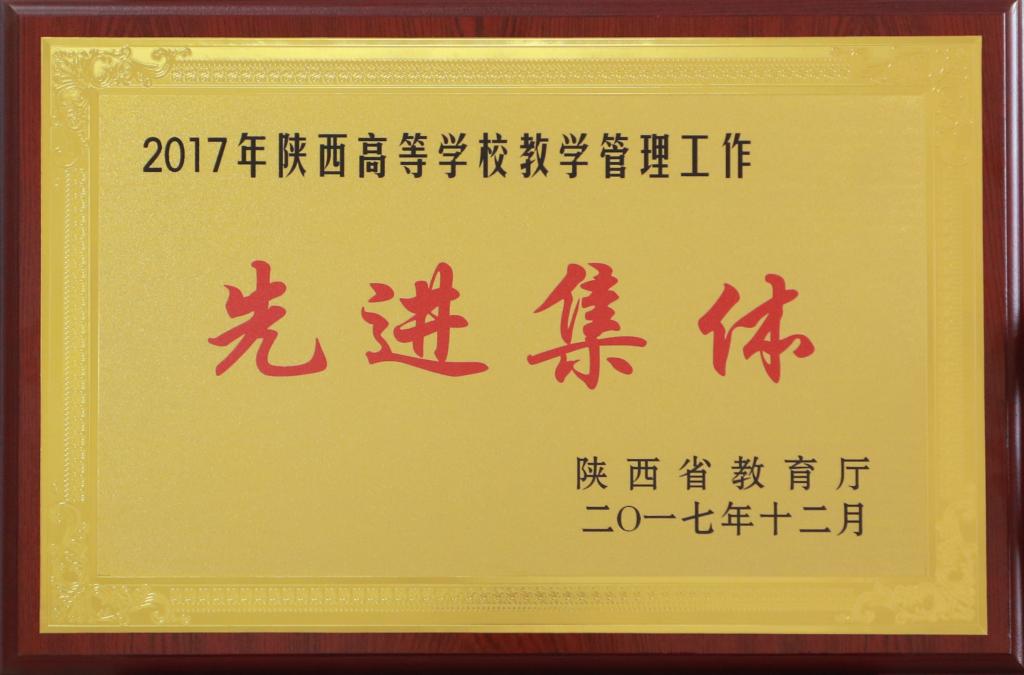 2017年陕西高等学校教学管理工作
先进集体
陕西省教育厅
二〇一七年十二月